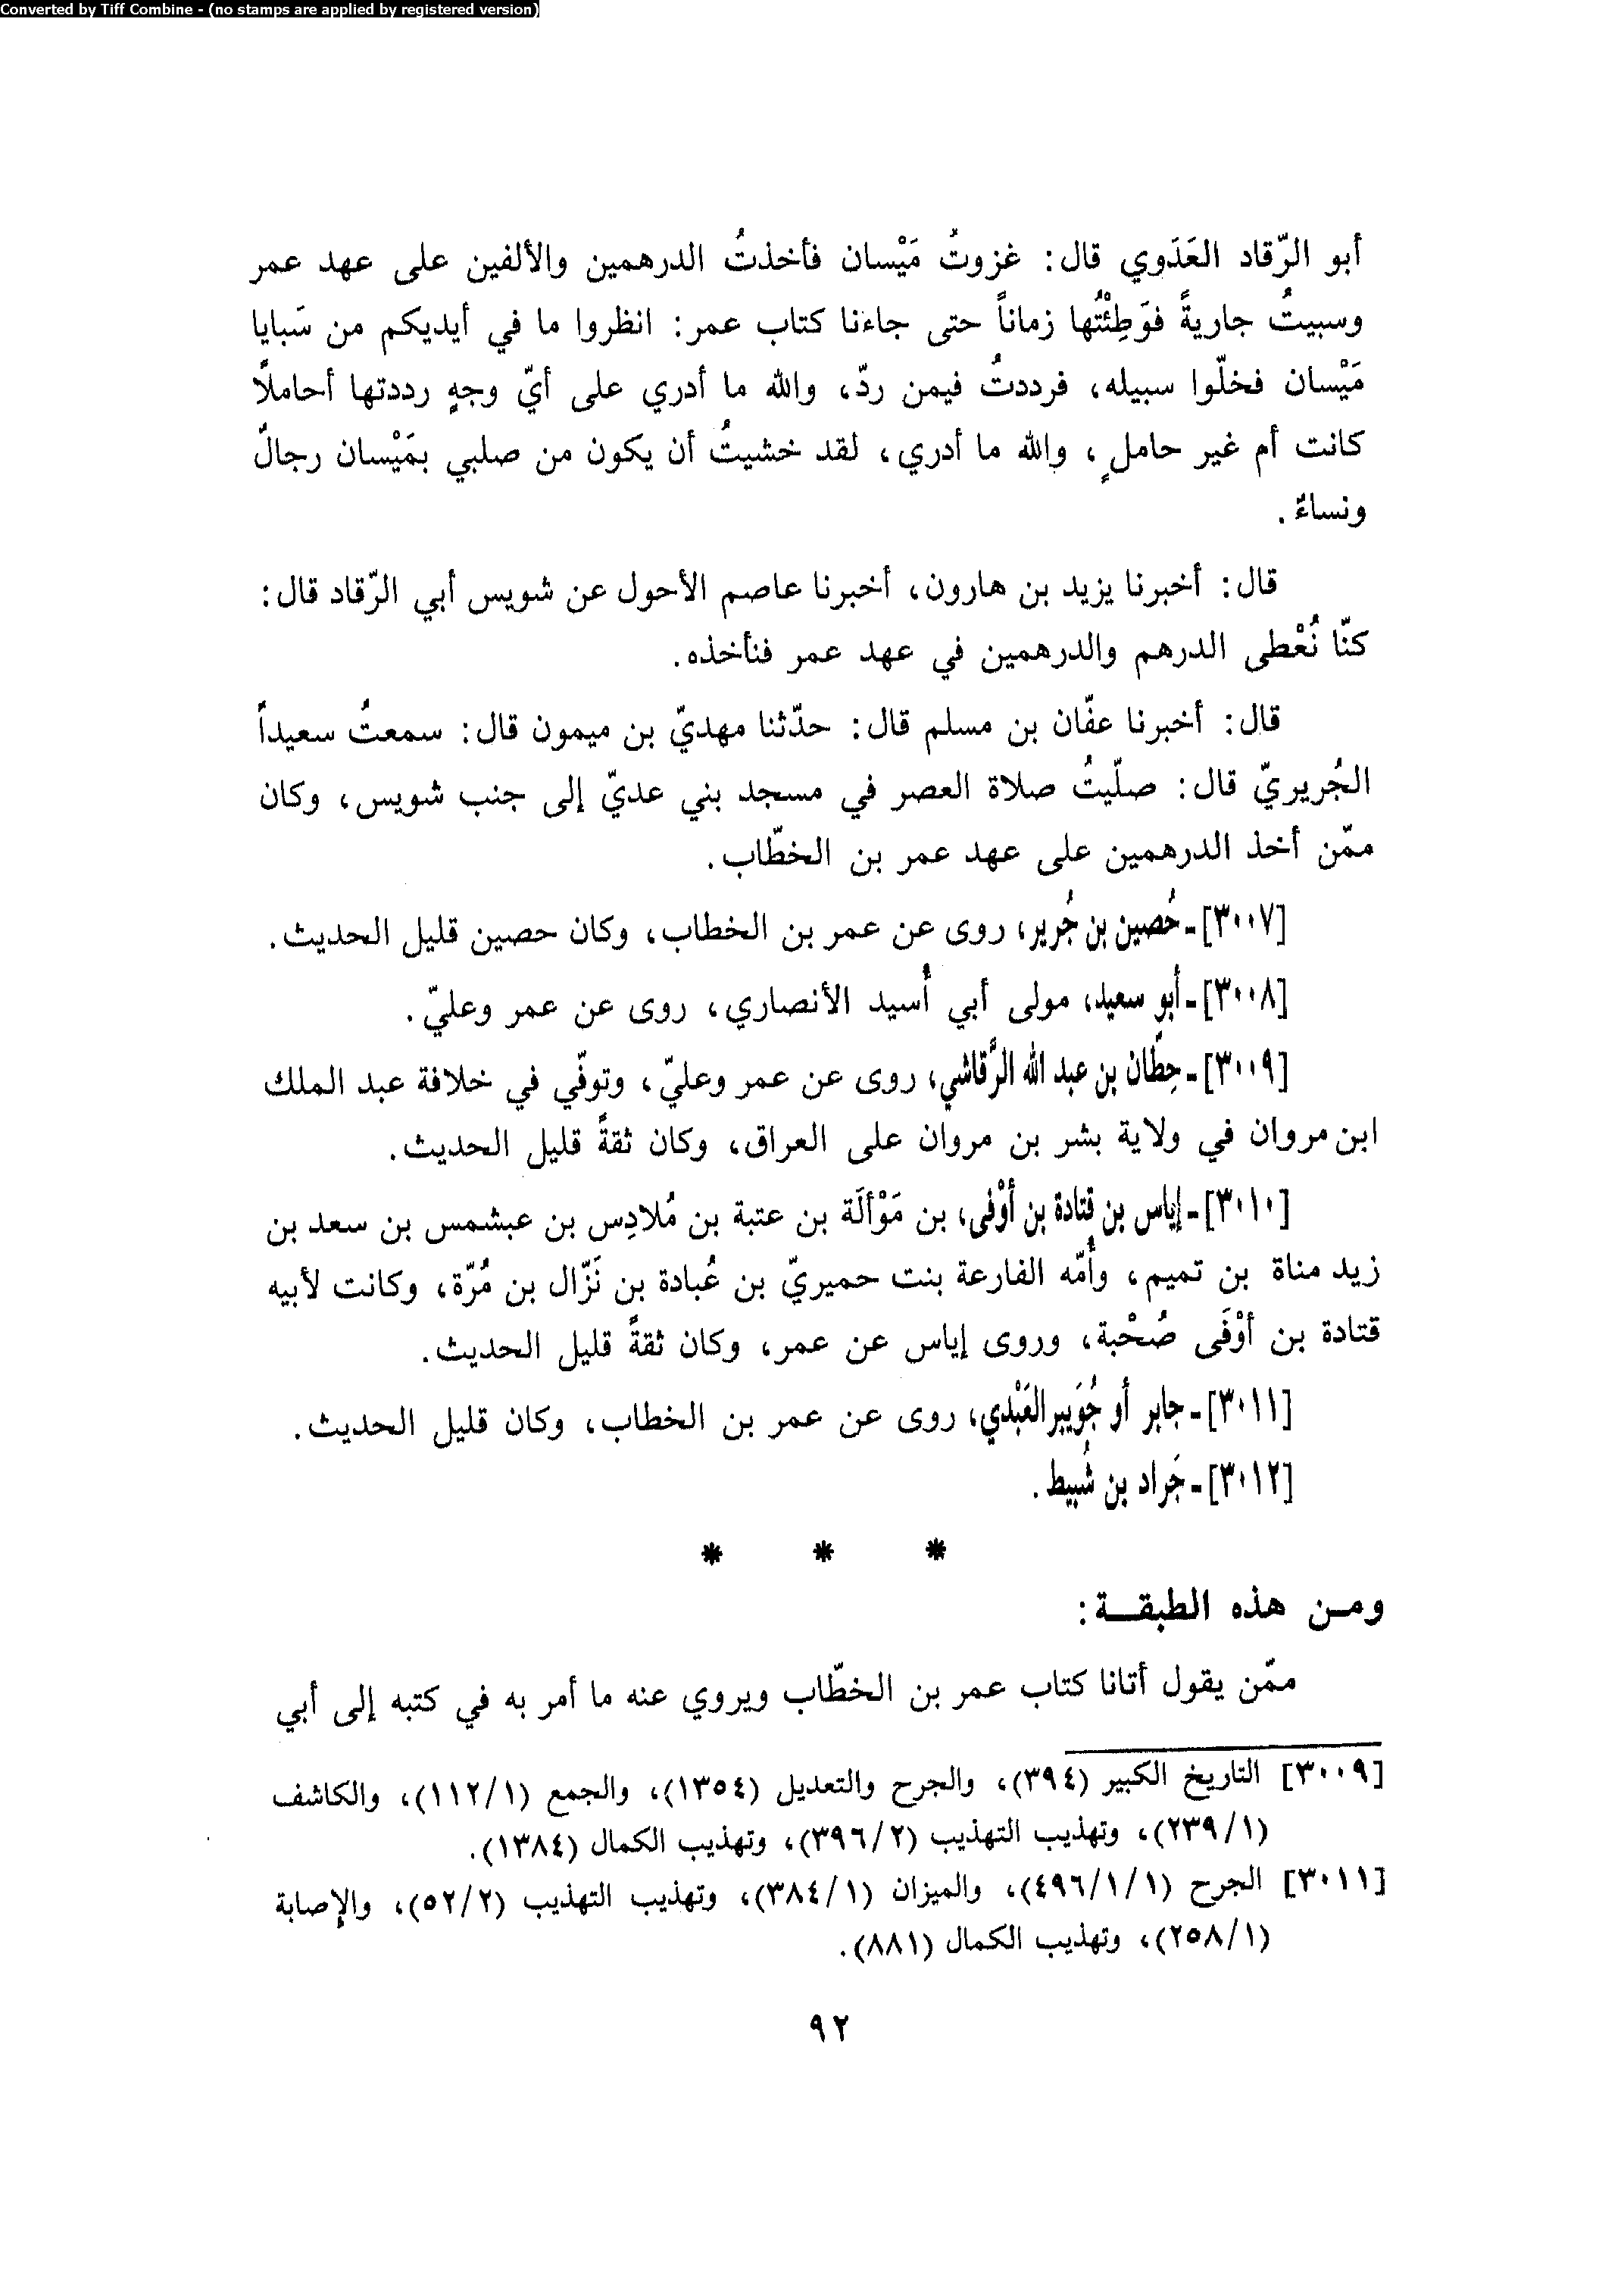 Converted by Tiff Combine - (no stamps are applied by registered version)
أبو الرّقاد العَدَوي قال: غزوتُ مَيْسان فأخذتُ الدرهمين والألفين على عهد عمر
وسبيتُ جاريةً فوَطِئْتُها زماناً حتى جاءنا كتاب عمر: انظروا ما في أيديكم من سَبايا
مَيْسان فخلّوا سبيله، فرددتُ فيمن ردّ، والله ما أدري على أيّ وجهٍ رددتها أحاملاً
كانت أم غير حاملٍ، والله ما أدري، لقد خشيتُ أن يكون من صلبي بمَيْسان رجالٌ
ونساءٌ.
قال: أخبرنا يزيد بن هارون، أخبرنا عاصم الأحول عن شويس أبي الرّقاد قال:
كنّا نُعْطى الدرهم والدرهمين في عهد عمر فنأخذه.
قال: أخبرنا عفّان بن مسلم قال: حدّثنا مهديّ بن ميمون قال: سمعتُ سعيداً
الجُريريّ قال: صلّيتُ صلاة العصر في مسجد بني عديّ إلى جنب شويس، وكان
ممّن أخذ الدرهمين على عهد عمر بن الخطّاب.
[٣٠٠٧]ـ حُصين بن جُرير، روى عن عمر بن الخطاب، وكان حصين قليل الحديث.
[٣٠٠٨]ـ أبو سعيد، مولى أبي أُسيد الأنصاري، روى عن عمر وعليّ.
[٣٠٠٩]ـ حِطّان بن عبد الله الرَّقاشي، روى عن عمر وعليّ، وتوفّي في خلافة عبد الملك
ابن مروان في ولاية بشر بن مروان على العراق، وكان ثقةً قليل الحديث.
[٣٠١٠]ـ إياس بن قتادة بن أَوْفى، بن مَوْألَة بن عتبة بن مُلادِس بن عبشمس بن سعد بن
زيد مناة بن تميم، وأُمّه الفارعة بنت حميريّ بن عُبادة بن نَزّال بن مُرّة، وكانت لأبيه
قتادة بن أوْفَى صُحْبة، وروى إياس عن عمر، وكان ثقةً قليل الحديث.
[٣٠١١]ـ جابر أو جُوَيبر العَبْدي، روى عن عمر بن الخطاب، وكان قليل الحديث.
[٣٠١٢]ـ جَراد بن شُبيط.
* * *
ومـن هذه الطبقـــة:
ممّن يقول أتانا كتاب عمر بن الخطّاب ويروي عنه ما أمر به في كتبه إلى أبي
[٣٠٠٩] التاريخ الكبير (٣٩٤)، والجرح والتعديل (١٣٥٤)، والجمع (١١٢/١)، والكاشف
(٢٣٩/١)، وتهذيب التهذيب (٣٩٦/٢)، وتهذيب الكمال (١٣٨٤).
[٣٠١١] الجرح (٤٩٦/١/١)، والميزان (٣٨٤/١)، وتهذيب التهذيب (٥٢/٢)، والإصابة
(٢٥٨/١)، وتهذيب الكمال (٨٨١).
٩٢